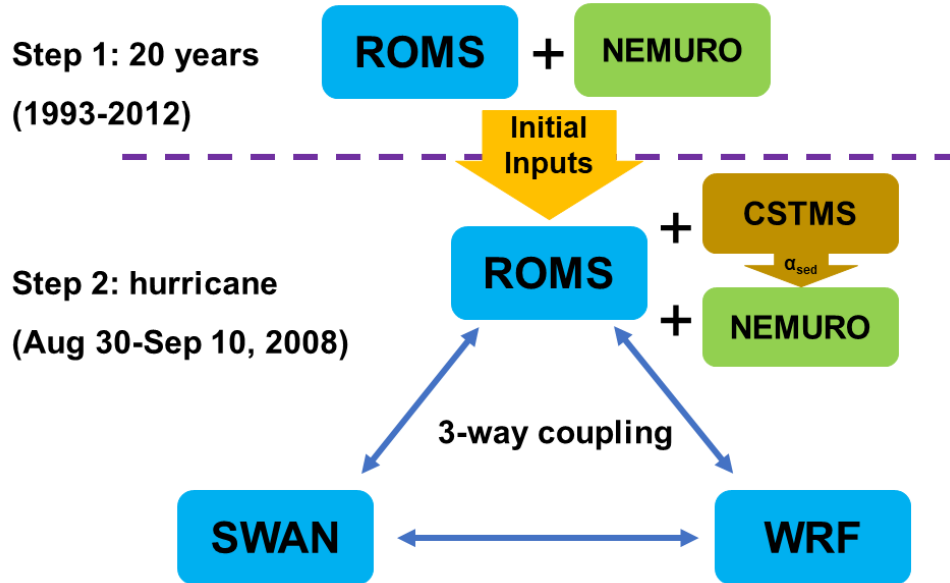 Step 1: 20 years
(1993-2012)
ROMS + NEMURO
Initial
Inputs
Step 2: hurricane
(Aug 30-Sep 10, 2008)
ROMS
+ CSTMS
αsed
+ NEMURO
3-way coupling
SWAN
WRF